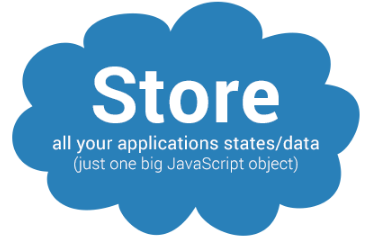 Store
all your applications states/data
(just one big JavaScript object)